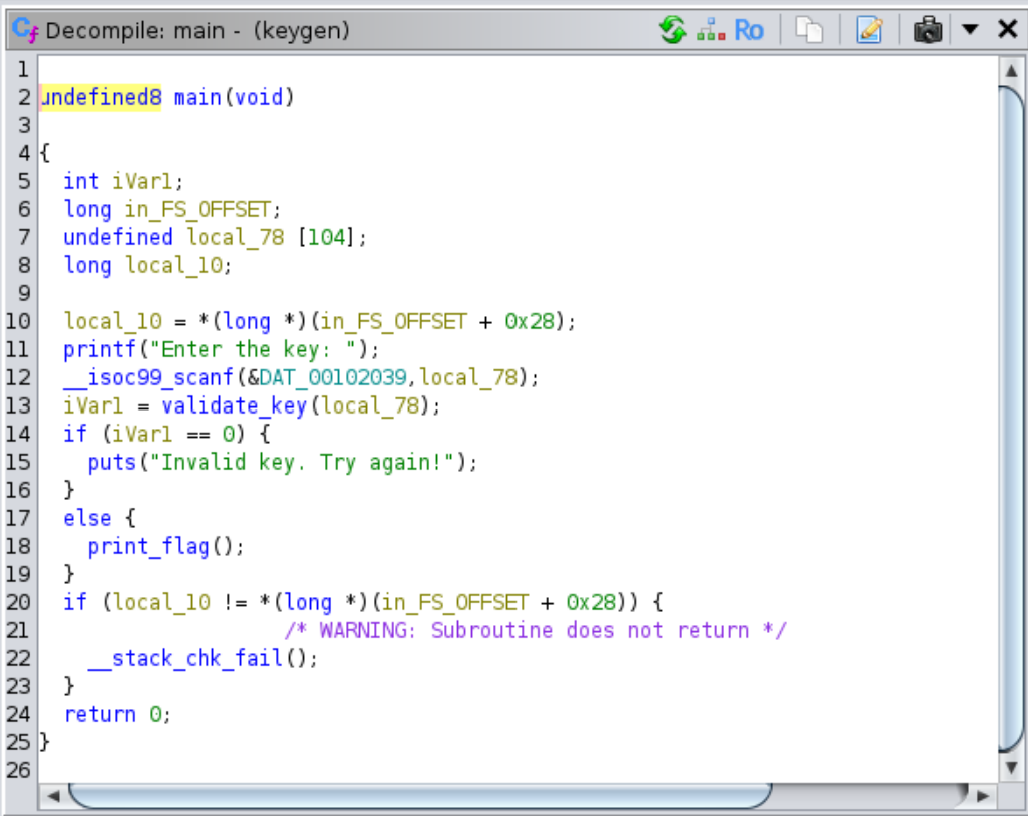 Decompile: main - (keygen)
Ro
1
2 undefined8 main(void)
3
4 {
5 int iVar1;
6 long in_FS_OFFSET;
7 undefined local_78 [104];
8 long local_10;
9
10 local_10 = *(long *)(in_FS_OFFSET + 0x28);
11 printf("Enter the key: ");
12 __isoc99_scanf(&DAT_00102039,local_78);
13 iVar1 = validate_key(local_78);
14 if (iVar1 == 0) {
15 puts("Invalid key. Try again!");
16 }
17 else {
18 print_flag();
19 }
20 if (local_10 != *(long *)(in_FS_OFFSET + 0x28)) {
21 /* WARNING: Subroutine does not return */
22 __stack_chk_fail();
23 }
24 return 0;
25 }
26